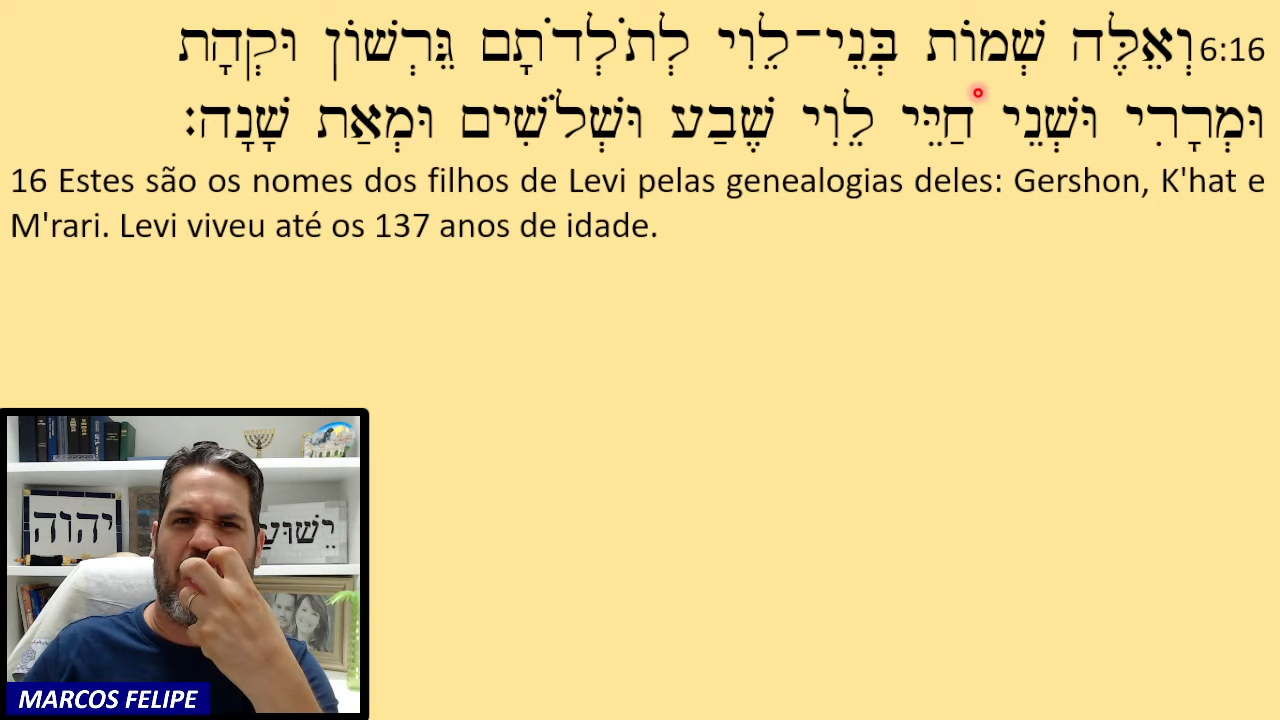 6:16 וְאֵלֶּה שְׁמוֹת בְּנֵי־לֵוִי לְתֹלְדֹתָם גֵּרְשׁוֹן וּקְהָת
וּמְרָרִי וּשְׁנֵי חַיֵּי לֵוִי שֶׁבַע וּשְׁלֹשִׁים וּמְאַת שָׁנָה׃
16 Estes são os nomes dos filhos de Levi pelas genealogias deles: Gershon, K'hat e
M'rari. Levi viveu até os 137 anos de idade.
יהוה
יֵשׁוּעַ
MARCOS FELIPE